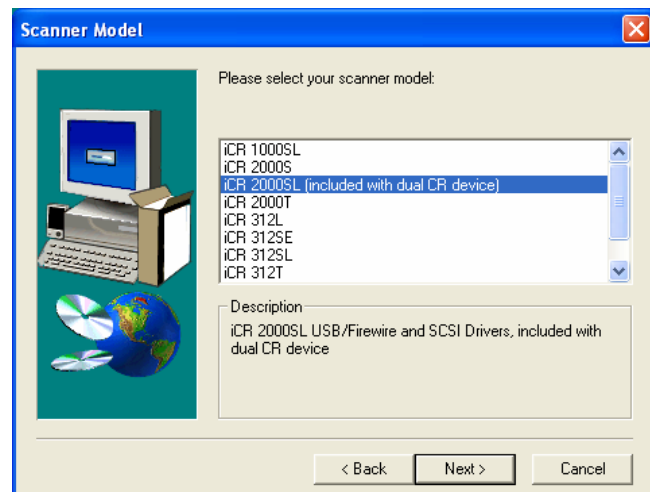 Scanner Model
Please select your scanner model:
iCR 1000SL
iCR 2000S
iCR 2000SL (included with dual CR device)
iCR 2000T
iCR 312L
iCR 312SE
iCR 312SL
iCR 312T
Description
iCR 2000SL USB/Firewire and SCSI Drivers, included with
dual CR device
< Back
Next >
Cancel